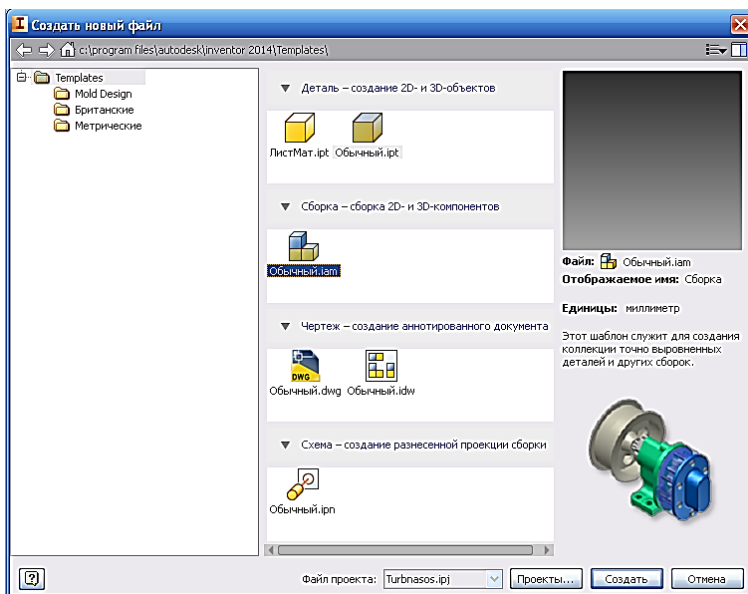 Создать новый файл
c:\program files\autodesk\inventor 2014\Templates\
Templates
Mold Design
Британские
Метрические
Деталь – создание 2D- и 3D-объектов
ЛистМат.ipt Обычный.ipt
Сборка – сборка 2D- и 3D-компонентов
Обычный.iam
Чертеж – создание аннотированного документа
DWG
Обычный.dwg Обычный.idw
Схема – создание разнесенной проекции сборки
Обычный.ipn
Файл: Обычный.iam
Отображаемое имя: Сборка
Единицы: миллиметр
Этот шаблон служит для создания
коллекции точно выровненных
деталей и других сборок.
Файл проекта: Turbnasos.ipj Проекты... Создать Отмена